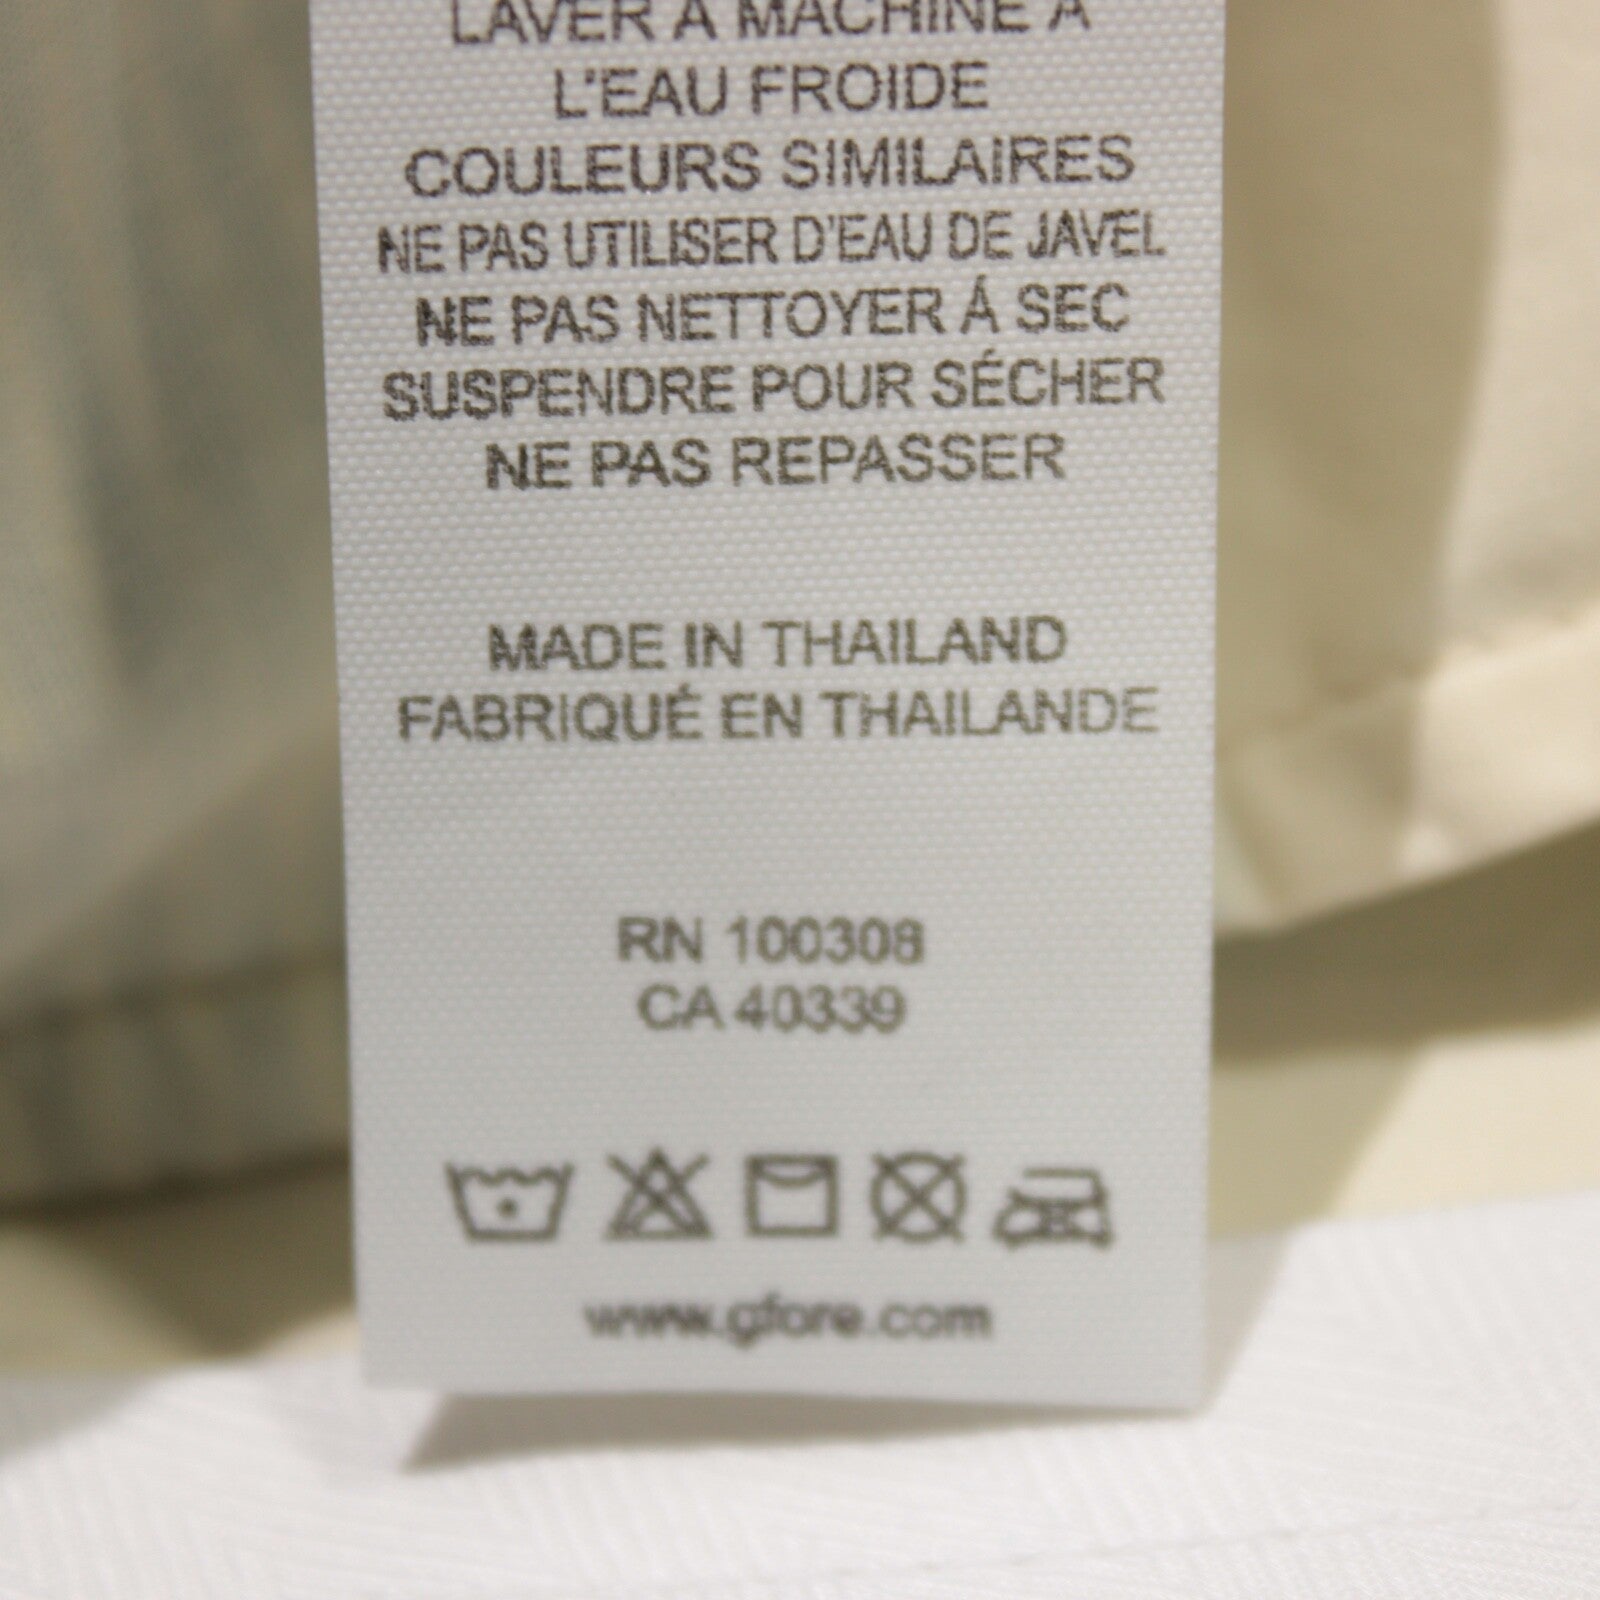 LAVER À MACHINE À
L'EAU FROIDE
COULEURS SIMILAIRES
NE PAS UTILISER D'EAU DE JAVEL
NE PAS NETTOYER Á SEC
SUSPENDRE POUR SÉCHER
NE PAS REPASSER
MADE IN THAILAND
FABRIQUÉ EN THAILANDE
RN 100308
CA 40339
www.gfore.com